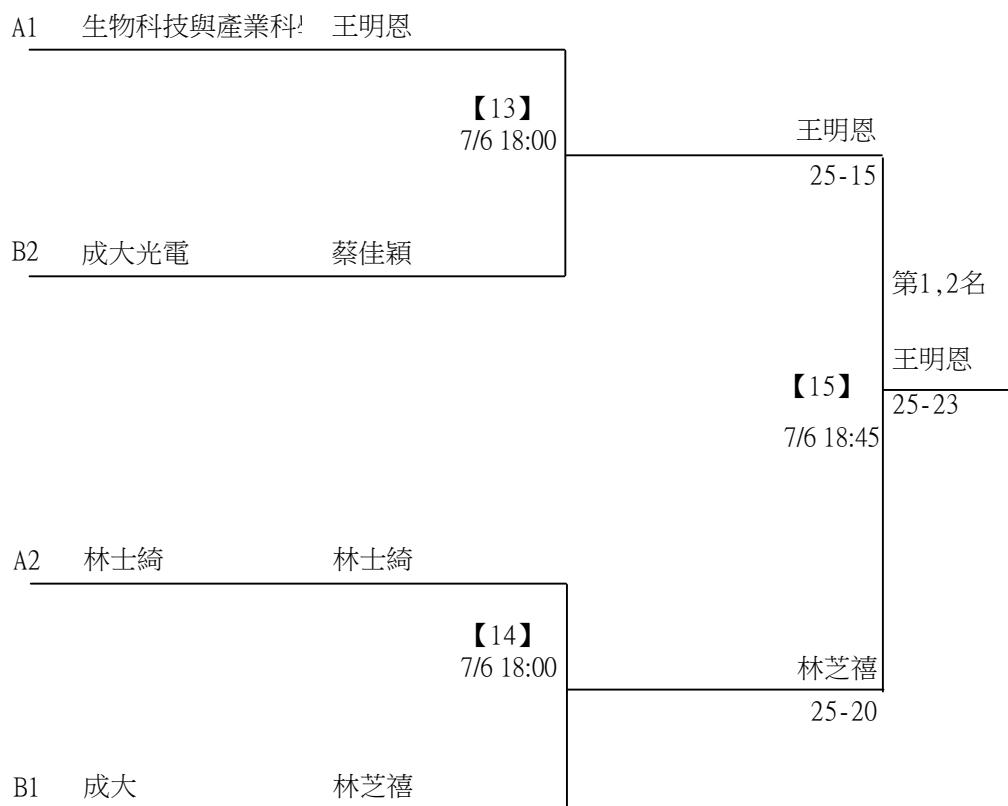 A1 生物科技與產業科 王明恩
【13】
7/6 18:00
王明恩
25-15
B2 成大光電 蔡佳穎
第1,2名
王明恩
【15】
25-23
7/6 18:45
A2 林士綺 林士綺
【14】
7/6 18:00
林芝禧
25-20
B1 成大 林芝禧